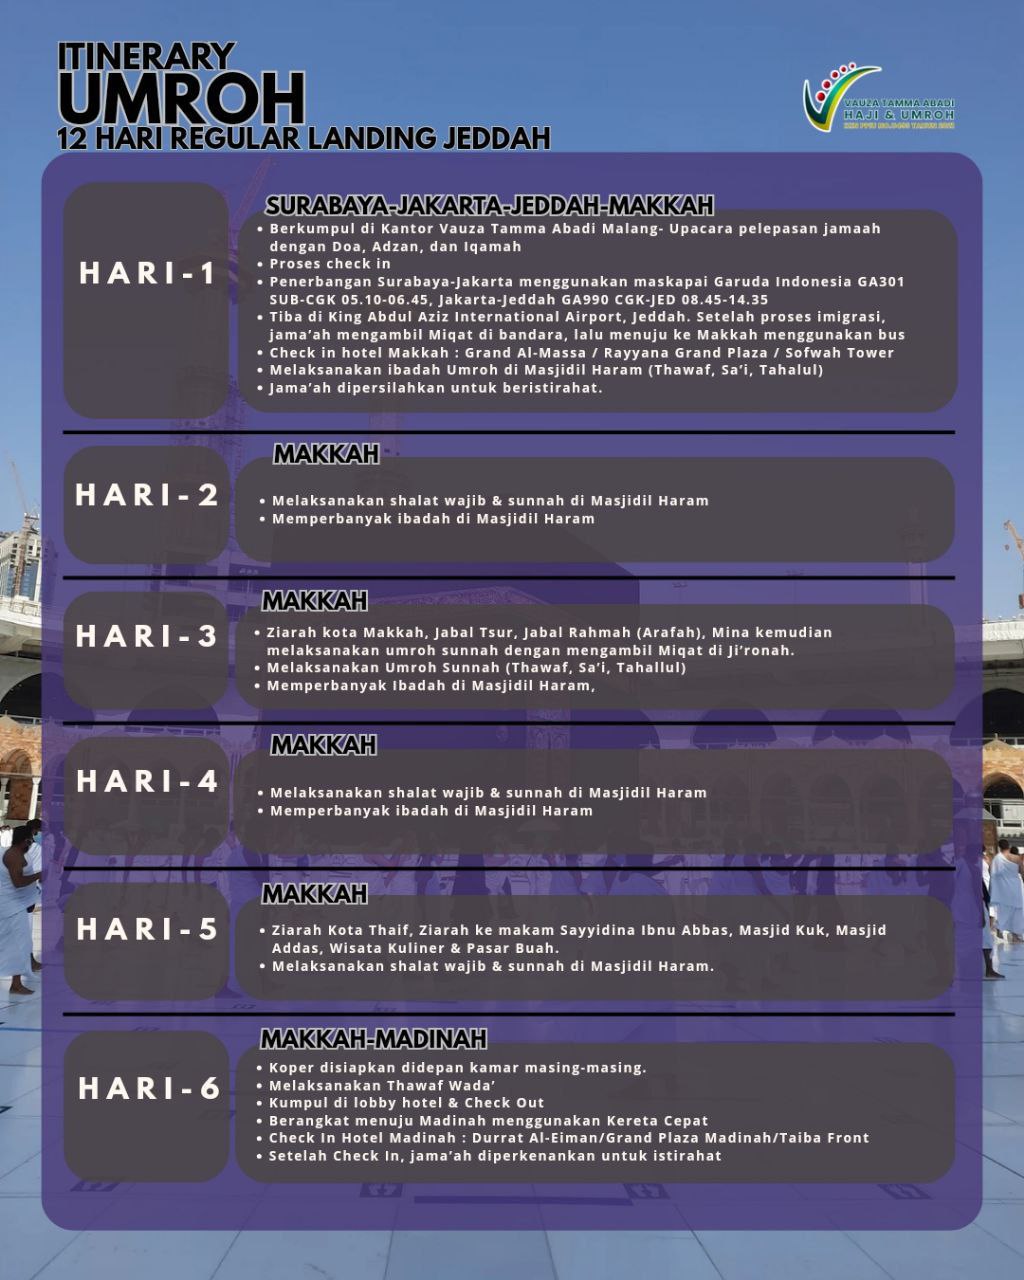 ITINERARY
UMROH
12 HARI REGULAR LANDING JEDDAH
VAUZA TAMMA ABADI
HAJI & UMROH
HARI-1
SURABAYA-JAKARTA-JEDDAH-MAKKAH
• Berkumpul di Kantor Vauza Tamma Abadi Malang- Upacara pelepasan jamaah
dengan Doa, Adzan, dan Iqamah
• Proses check in
• Penerbangan Surabaya-Jakarta menggunakan maskapai Garuda Indonesia GA301
SUB-CGK 05.10-06.45, Jakarta-Jeddah GA990 CGK-JED 08.45-14.35
• Tiba di King Abdul Aziz International Airport, Jeddah. Setelah proses imigrasi,
jama’ah mengambil Miqat di bandara, lalu menuju ke Makkah menggunakan bus
• Check in hotel Makkah : Grand Al-Massa / Rayyana Grand Plaza / Sofwah Tower
• Melaksanakan ibadah Umroh di Masjidil Haram (Thawaf, Sa’i, Tahalul)
• Jama’ah dipersilahkan untuk beristirahat.
HARI-2
MAKKAH
• Melaksanakan shalat wajib & sunnah di Masjidil Haram
• Memperbanyak ibadah di Masjidil Haram
HARI-3
MAKKAH
• Ziarah kota Makkah, Jabal Tsur, Jabal Rahmah (Arafah), Mina kemudian
melaksanakan umroh sunnah dengan mengambil Miqat di Ji’ronah.
• Melaksanakan Umroh Sunnah (Thawaf, Sa’i, Tahallul)
• Memperbanyak Ibadah di Masjidil Haram,
HARI-4
MAKKAH
• Melaksanakan shalat wajib & sunnah di Masjidil Haram
• Memperbanyak ibadah di Masjidil Haram
HARI-5
MAKKAH
• Ziarah Kota Thaif, Ziarah ke makam Sayyidina Ibnu Abbas, Masjid Kuk, Masjid
Addas, Wisata Kuliner & Pasar Buah.
• Melaksanakan shalat wajib & sunnah di Masjidil Haram.
HARI-6
MAKKAH-MADINAH
• Koper disiapkan didepan kamar masing-masing.
• Melaksanakan Thawaf Wada’
• Kumpul di lobby hotel & Check Out
• Berangkat menuju Madinah menggunakan Kereta Cepat
• Check In Hotel Madinah : Durrat Al-Eiman/Grand Plaza Madinah/Taiba Front
• Setelah Check In, jama’ah diperkenankan untuk istirahat